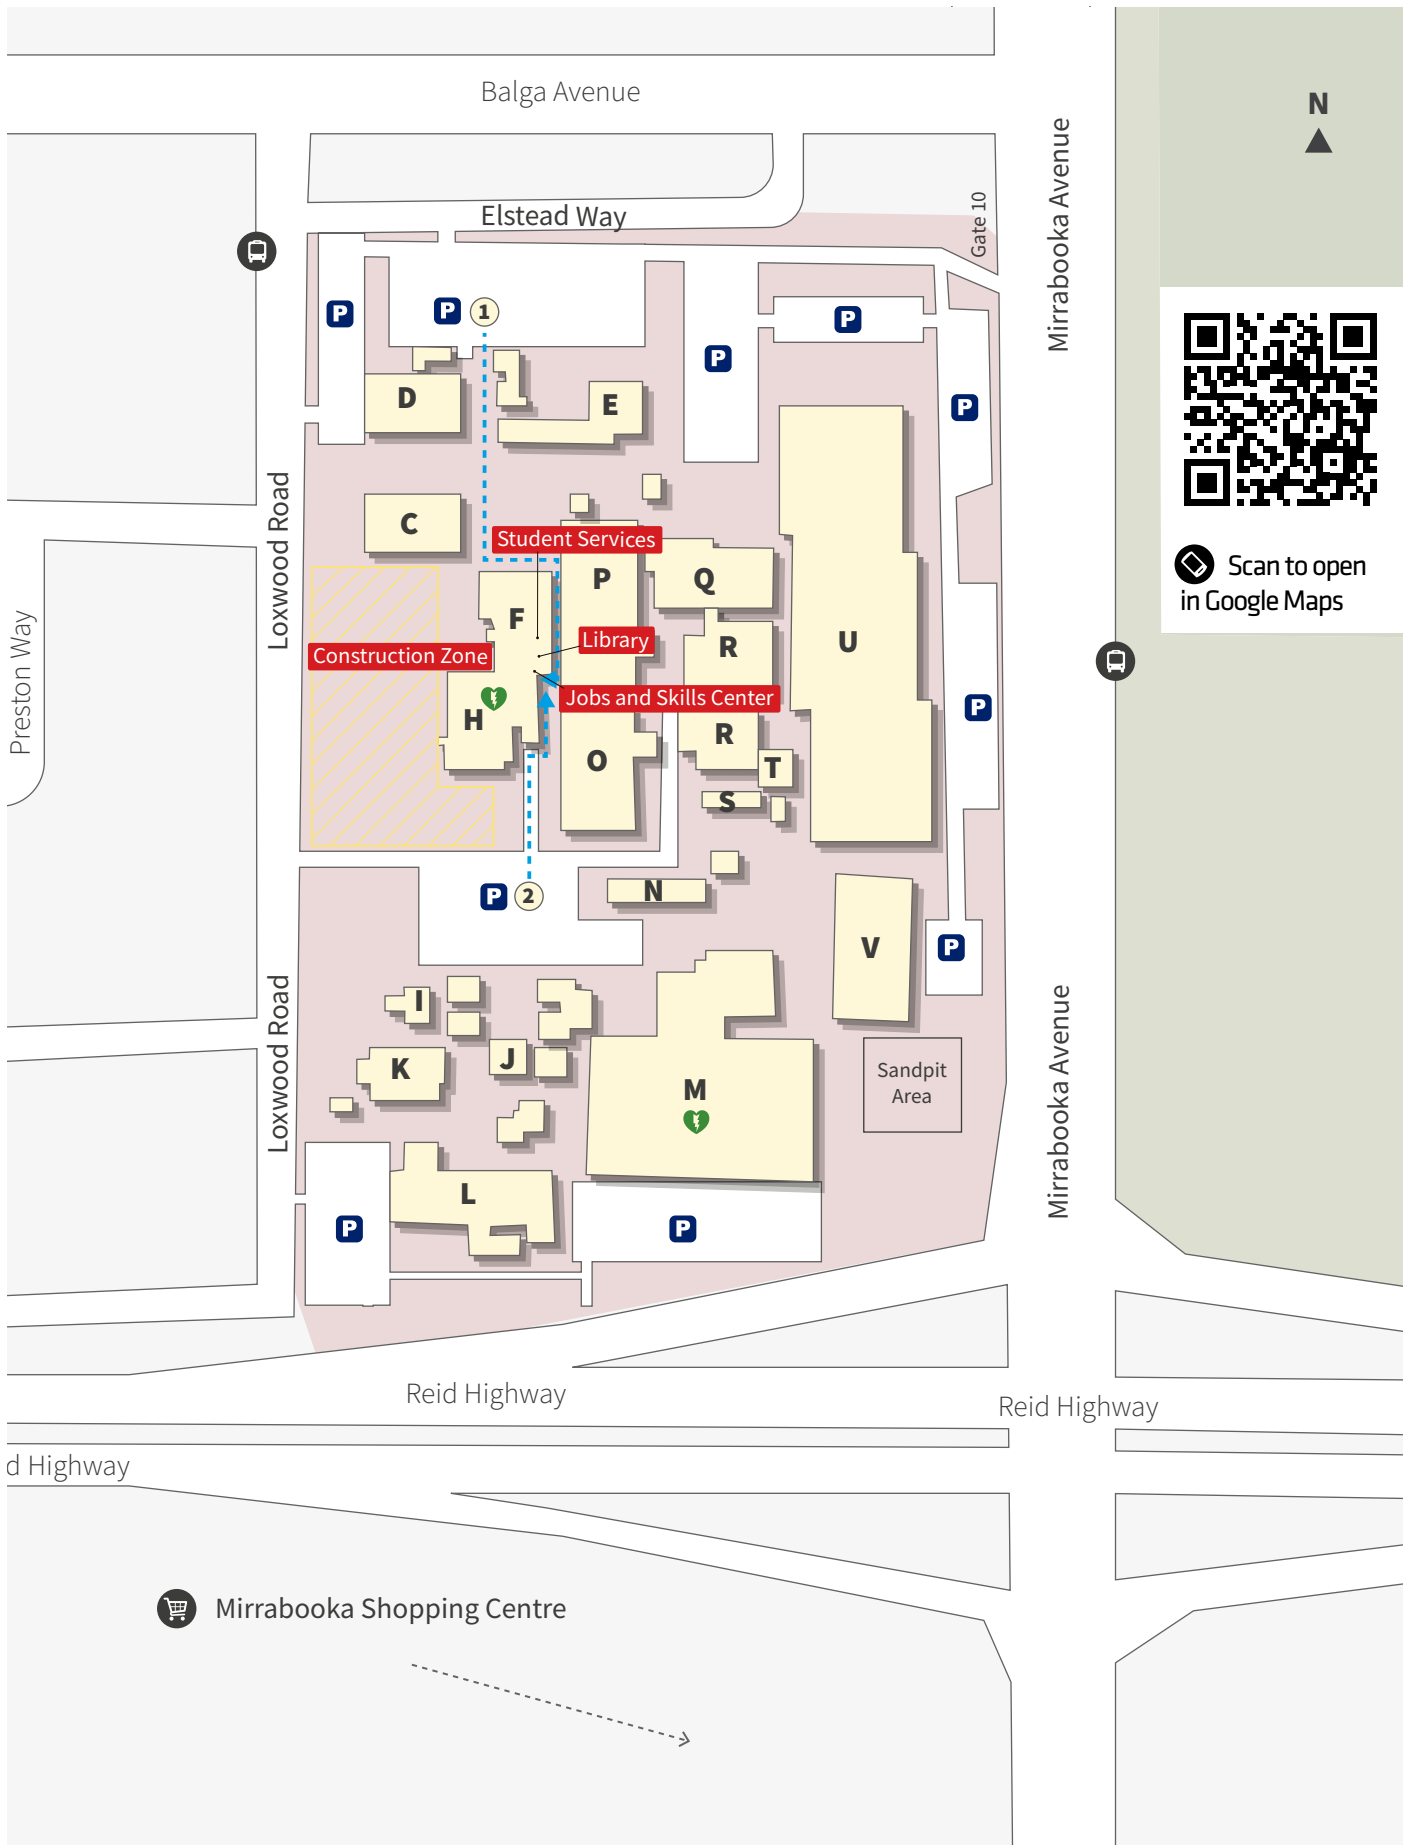 Balga Avenue
N
Mirrabooka Avenue
Elstead Way
Gate 10
P
P
1
P
P
P
D
E
Loxwood Road
C
Student Services
P
Q
Scan to open
in Google Maps
F
Library
R
U
Construction Zone
Preston Way
Jobs and Skills Center
H
P
R
O
T
S
P
2
N
V
P
Loxwood Road
I
Mirrabooka Avenue
J
K
M
Sandpit
Area
L
P
P
Reid Highway
Reid Highway
d Highway
Mirrabooka Shopping Centre